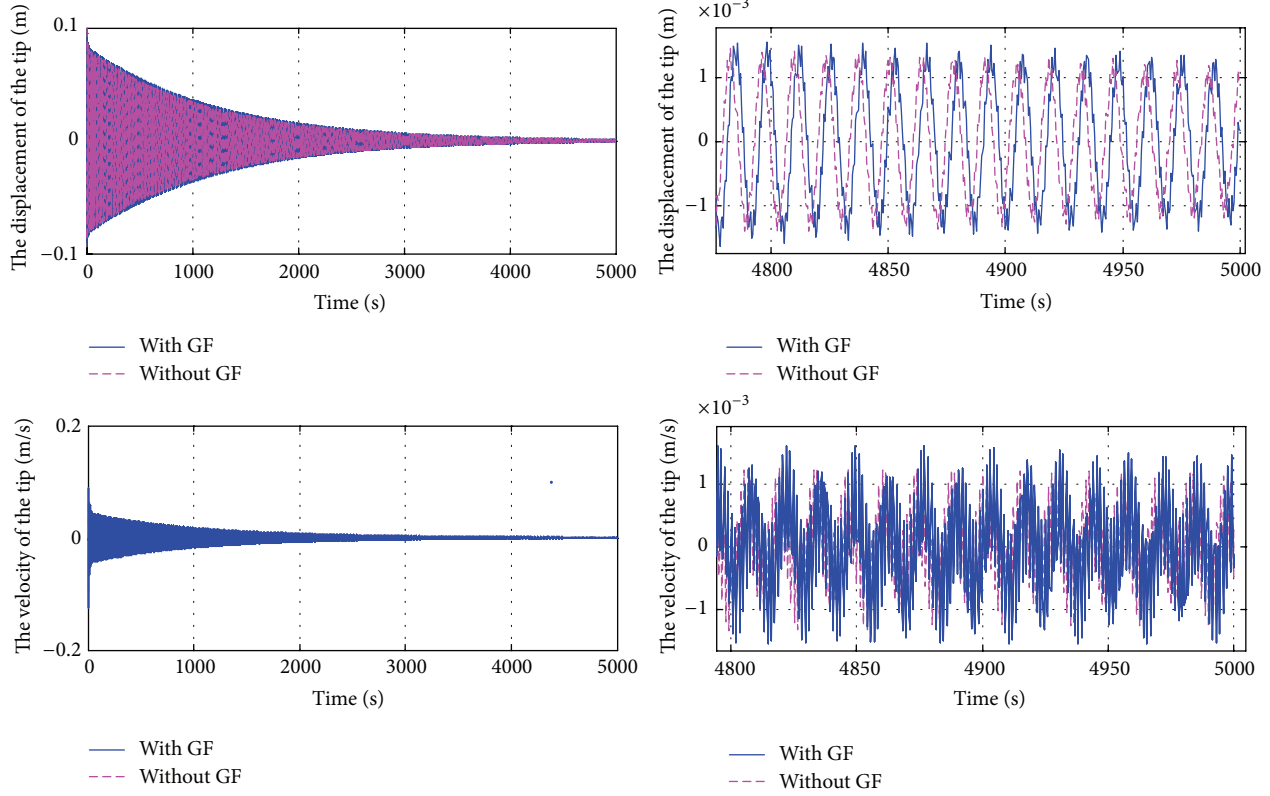 The displacement of the tip (m)
0.1
0
−0.1
0
1000
2000
3000
4000
5000
Time (s)
With GF
Without GF
The displacement of the tip (m)
×10−3
1
0
−1
4800
4850
4900
4950
5000
Time (s)
With GF
Without GF
The velocity of the tip (m/s)
0.2
0
−0.2
0
1000
2000
3000
4000
5000
Time (s)
With GF
Without GF
The velocity of the tip (m/s)
×10−3
1
0
−1
4800
4850
4900
4950
5000
Time (s)
With GF
Without GF